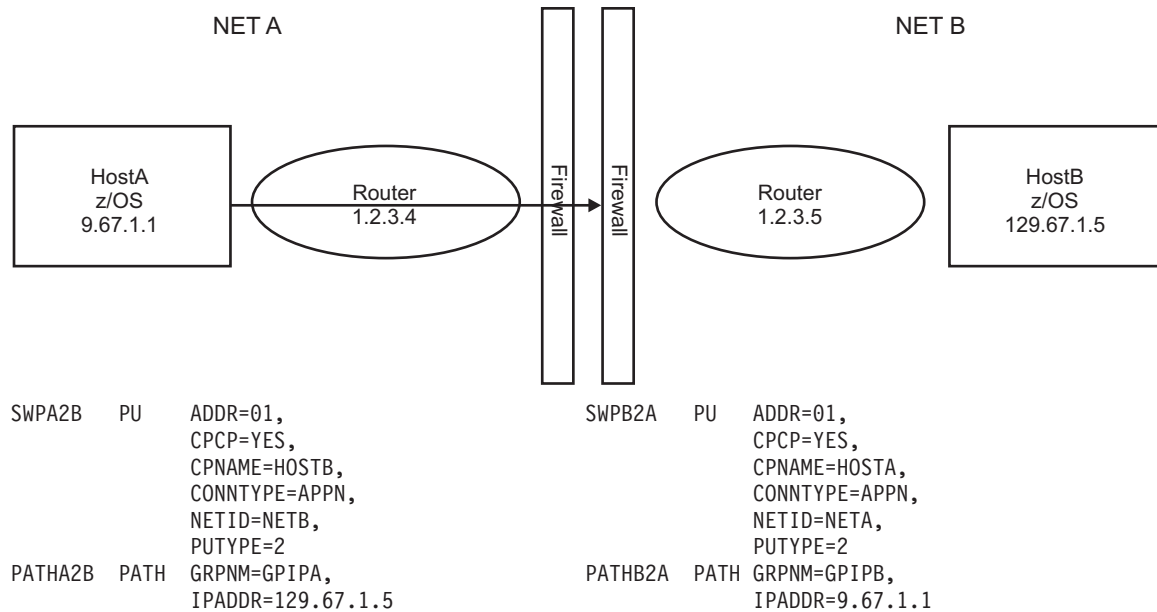 NET A
NET B
HostA
z/OS
9.67.1.1
Router
1.2.3.4
Firewall
Firewall
Router
1.2.3.5
HostB
z/OS
129.67.1.5
SWPA2B PU ADDR=01,
CPCP=YES,
CPNAME=HOSTB,
CONNTYPE=APPN,
NETID=NETB,
PUTYPE=2
PATHA2B PATH GRPNM=GPIPA,
IPADDR=129.67.1.5
SWPB2A PU ADDR=01,
CPCP=YES,
CPNAME=HOSTA,
CONNTYPE=APPN,
NETID=NETA,
PUTYPE=2
PATHB2A PATH GRPNM=GPIPB,
IPADDR=9.67.1.1